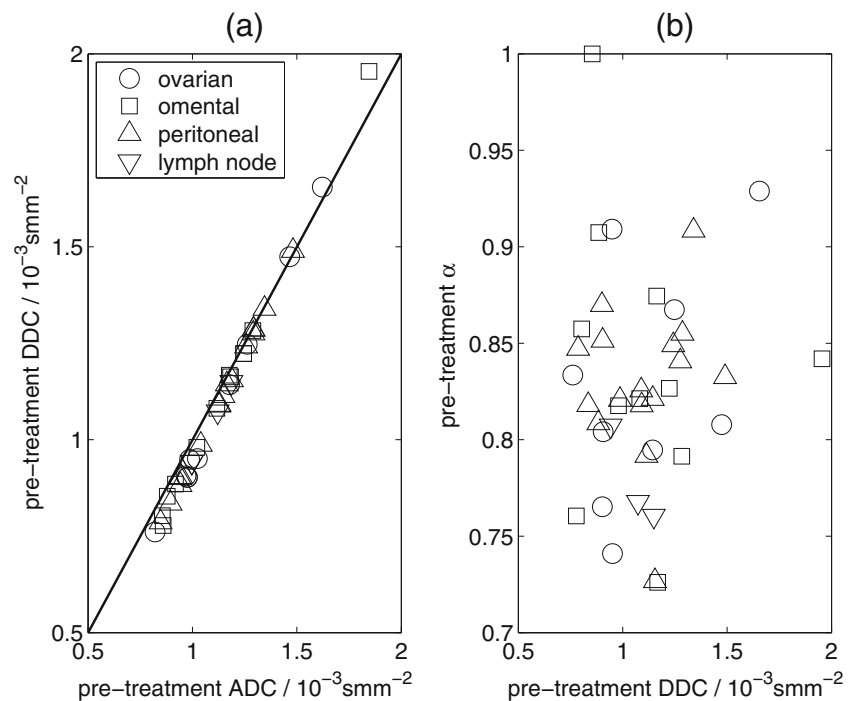 (a)
(b)
2
1.5
1
0.5
pre−treatment DDC / 10⁻³smm⁻²
ovarian
omental
peritoneal
lymph node
0.5 1 1.5 2
pre−treatment ADC / 10⁻³smm⁻²
1
0.95
0.9
0.85
0.8
0.75
0.7
pre−treatment α
0.5 1 1.5 2
pre−treatment DDC / 10⁻³smm⁻²